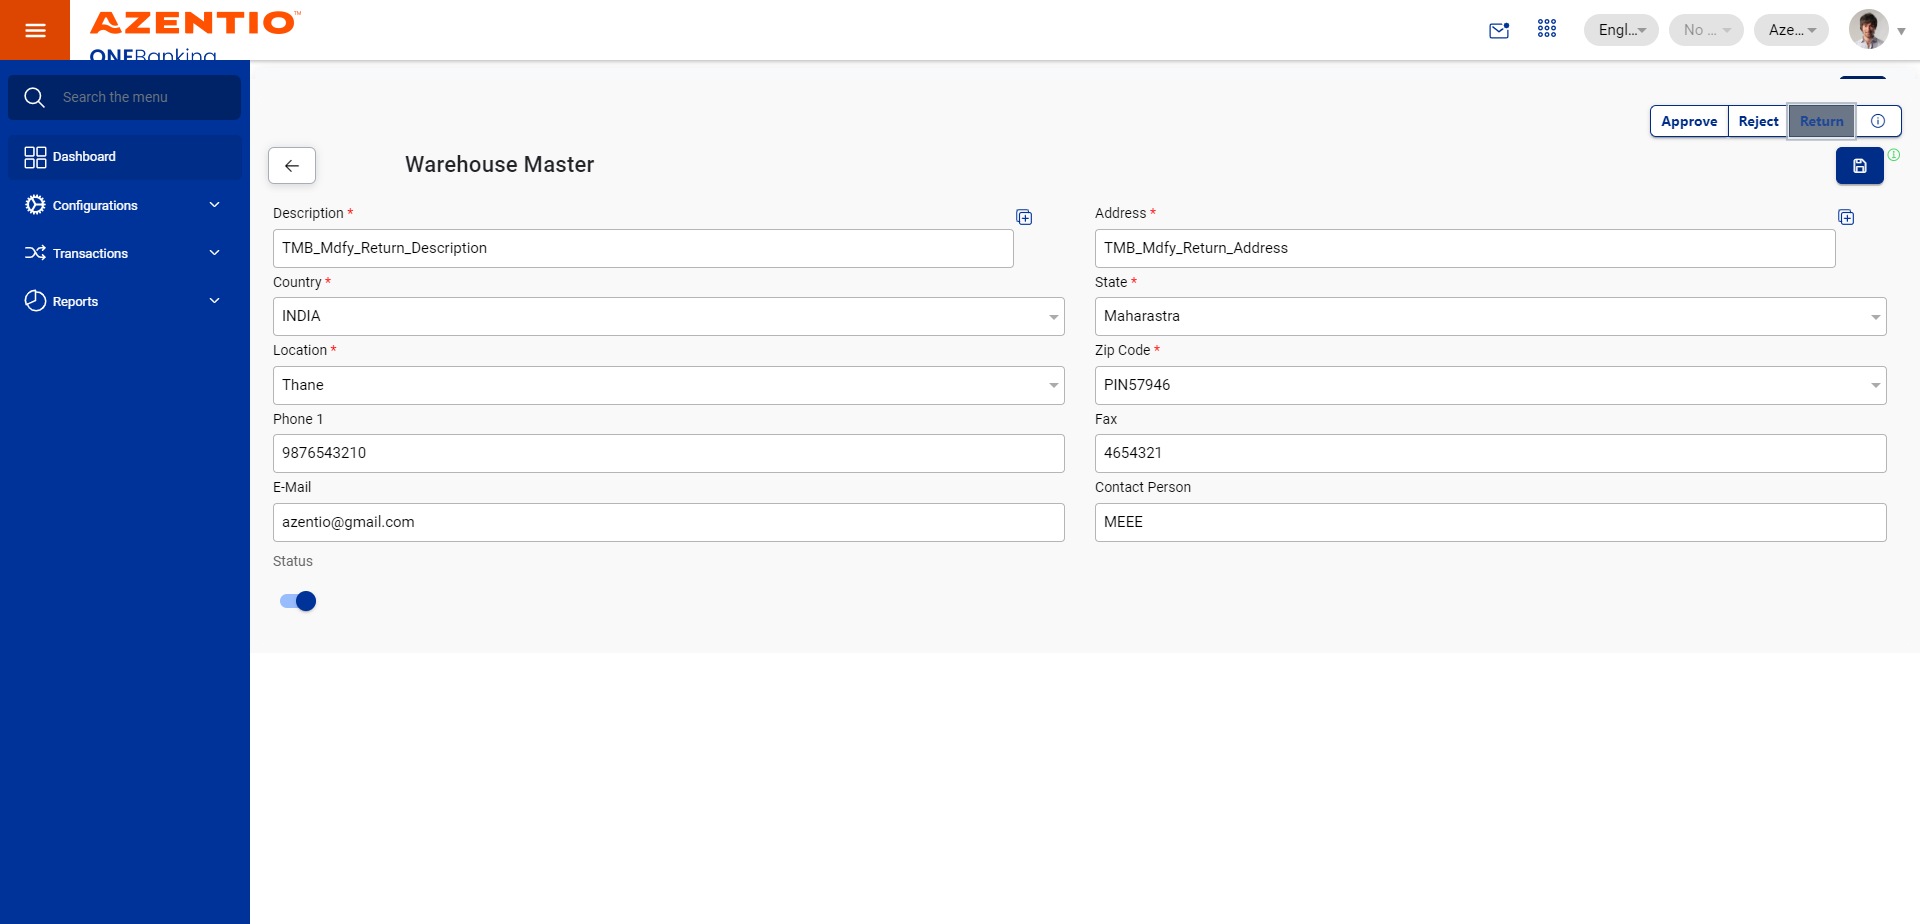 AZENTIO™
ONEBanking
Engl...
No ...
Aze...
Search the menu
Dashboard
Configurations
Transactions
Reports
Approve
Reject
Return
Warehouse Master
Description *
Address *
TMB_Mdfy_Return_Description
TMB_Mdfy_Return_Address
Country *
State *
INDIA
Maharastra
Location *
Zip Code *
Thane
PIN57946
Phone 1
Fax
9876543210
4654321
E-Mail
Contact Person
azentio@gmail.com
MEEE
Status